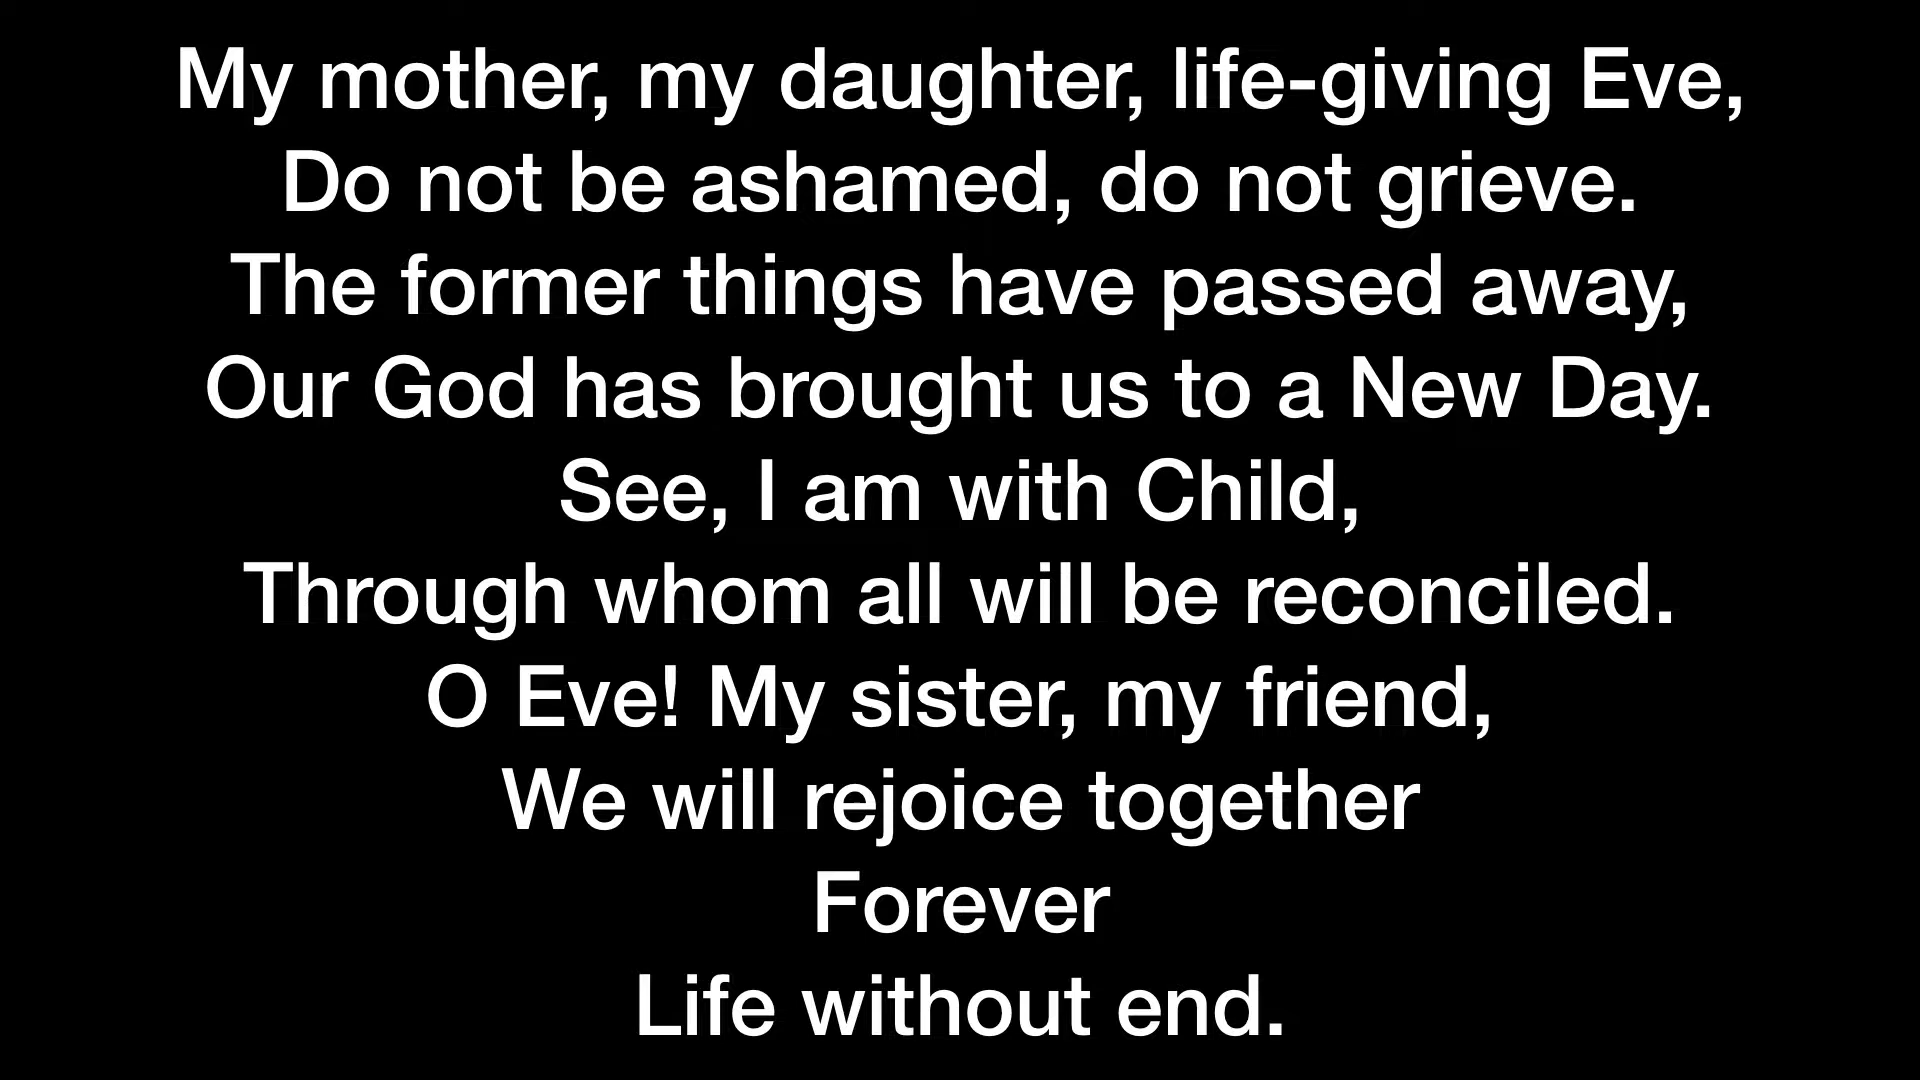 My mother, my daughter, life-giving Eve,
Do not be ashamed, do not grieve.
The former things have passed away,
Our God has brought us to a New Day.
See, I am with Child,
Through whom all will be reconciled.
O Eve! My sister, my friend,
We will rejoice together
Forever
Life without end.